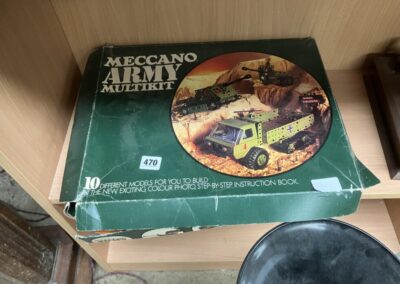 MECCANO
ARMY
MULTIKIT
470
10 DIFFERENT MODELS FOR YOU TO BUILD
IN THE NEW EXCITING COLOUR PHOTO, STEP-BY-STEP, INSTRUCTION BOOK.